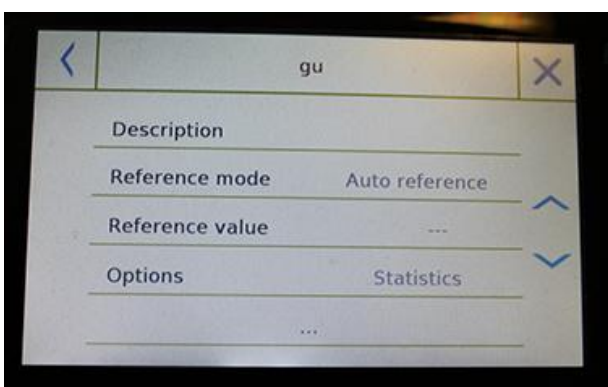 gu
Description
Reference mode Auto reference
Reference value ---
Options Statistics
...